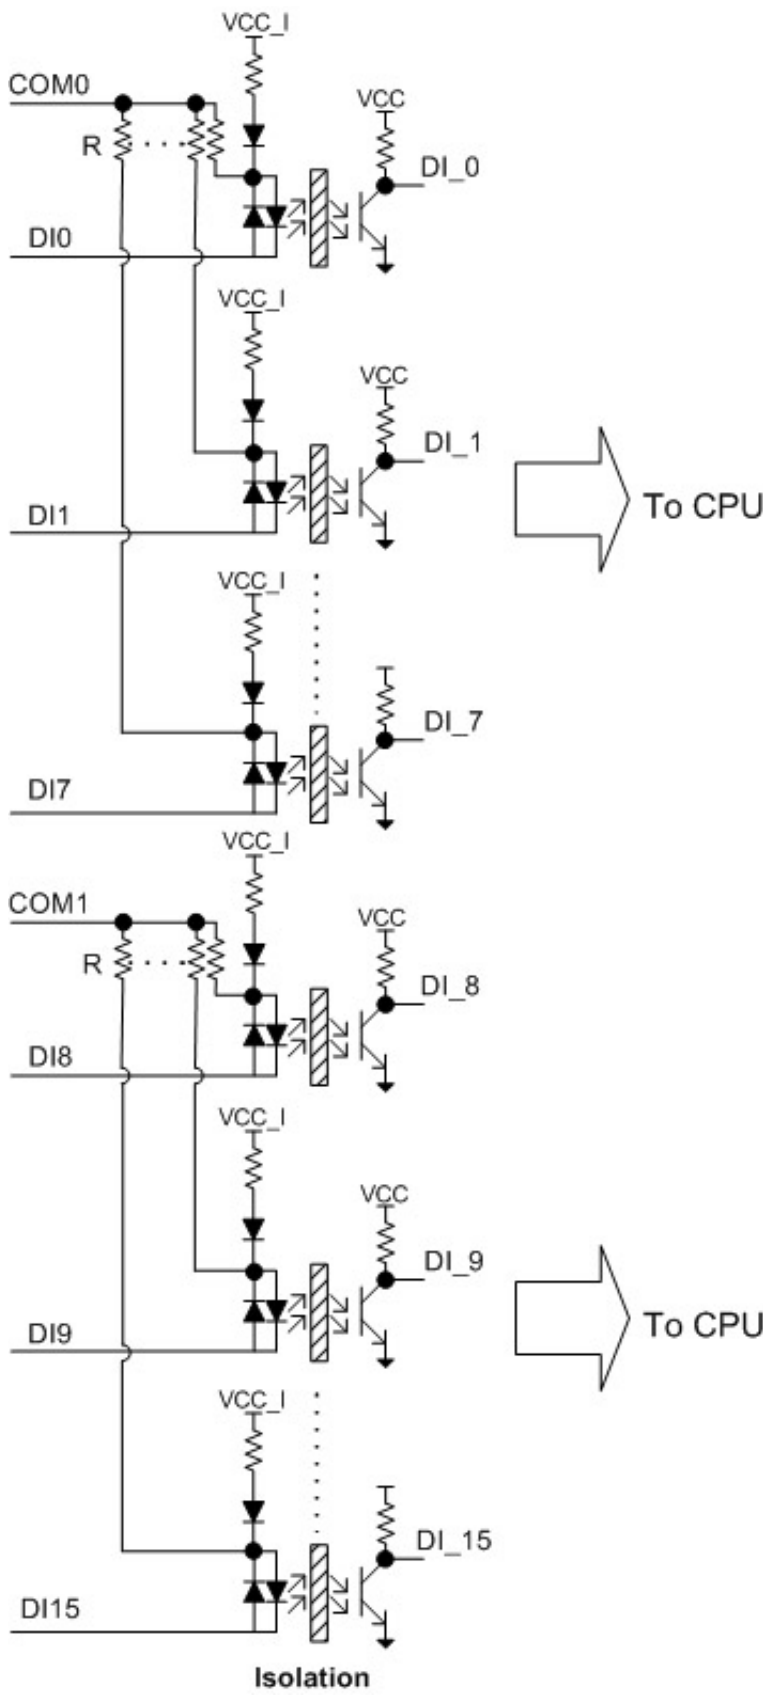 VCC_I
COM0
VCC
R
DI_0
DI0
VCC_I
VCC
DI_1
To CPU
DI1
VCC_I
DI_7
DI7
VCC_I
COM1
VCC
R
DI_8
DI8
VCC_I
VCC
DI_9
To CPU
DI9
VCC_I
DI_15
DI15
Isolation